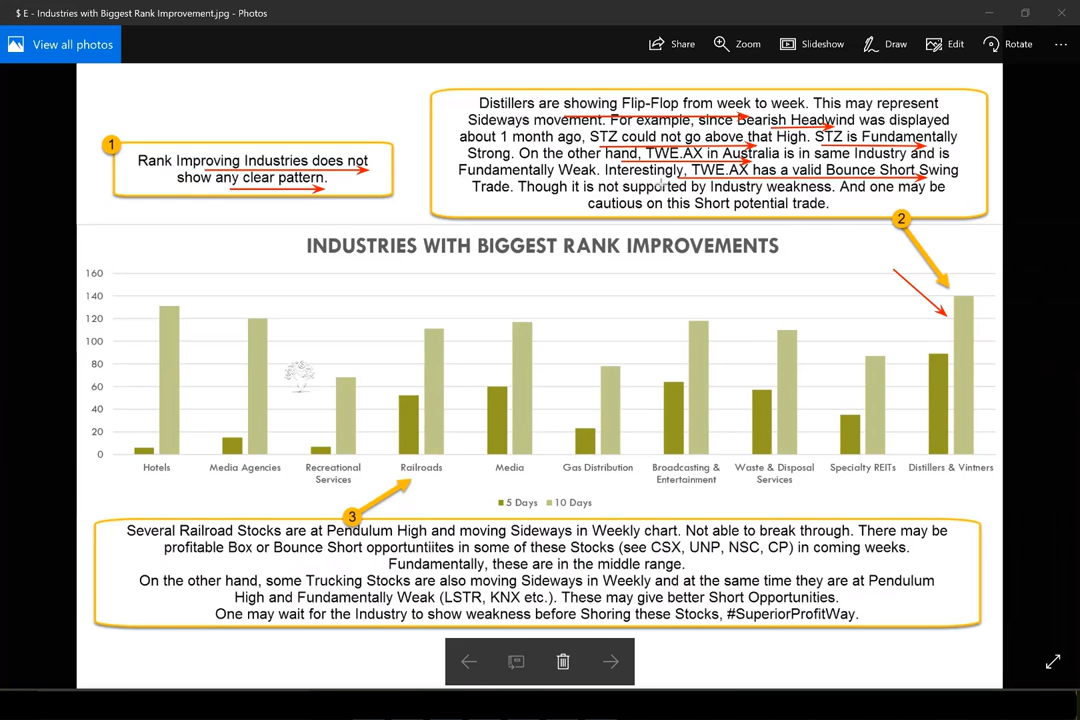 $ E - Industries with Biggest Rank Improvement.jpg - Photos
View all photos
Share
Zoom
Slideshow
Draw
Edit
Rotate
1
Rank Improving Industries does not
show any clear pattern.
Distillers are showing Flip-Flop from week to week. This may represent
Sideways movement. For example, since Bearish Headwind was displayed
about 1 month ago, STZ could not go above that High. STZ is Fundamentally
Strong. On the other hand, TWE.AX in Australia is in same Industry and is
Fundamentally Weak. Interestingly, TWE.AX has a valid Bounce Short Swing
Trade. Though it is not supported by Industry weakness. And one may be
cautious on this Short potential trade.
2
INDUSTRIES WITH BIGGEST RANK IMPROVEMENTS
160
140
120
100
80
60
40
20
0
Hotels
Media Agencies
Recreational
Services
Railroads
Media
Gas Distribution
Broadcasting &
Entertainment
Waste & Disposal
Services
Specialty REITs
Distillers & Vintners
5 Days
10 Days
3
Several Railroad Stocks are at Pendulum High and moving Sideways in Weekly chart. Not able to break through. There may be
profitable Box or Bounce Short opportuntiites in some of these Stocks (see CSX, UNP, NSC, CP) in coming weeks.
Fundamentally, these are in the middle range.
On the other hand, some Trucking Stocks are also moving Sideways in Weekly and at the same time they are at Pendulum
High and Fundamentally Weak (LSTR, KNX etc.). These may give better Short Opportunities.
One may wait for the Industry to show weakness before Shoring these Stocks, #SuperiorProfitWay.